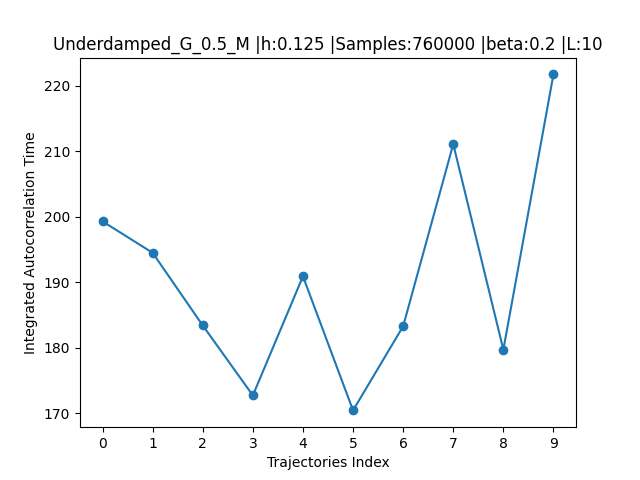 Underdamped_G_0.5_M |h:0.125 |Samples:760000 |beta:0.2 |L:10
220
210
200
190
180
170
Integrated Autocorrelation Time
0 1 2 3 4 5 6 7 8 9
Trajectories Index